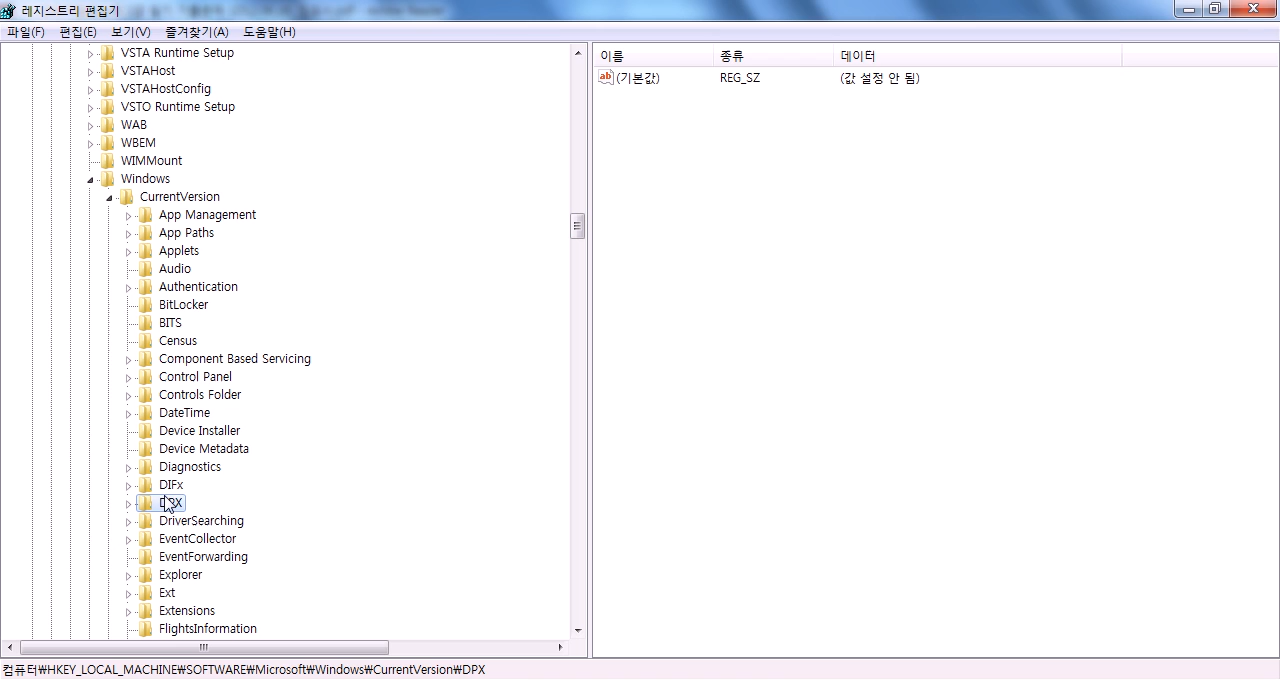 레지스트리 편집기
파일(F) 편집(E) 보기(V) 즐겨찾기(A) 도움말(H)
VSTA Runtime Setup
VSTAHost
VSTAHostConfig
VSTO Runtime Setup
WAB
WBEM
WIMMount
Windows
CurrentVersion
App Management
App Paths
Applets
Audio
Authentication
BitLocker
BITS
Census
Component Based Servicing
Control Panel
Controls Folder
DateTime
Device Installer
Device Metadata
Diagnostics
DIFx
DPX
DriverSearching
EventCollector
EventForwarding
Explorer
Ext
Extensions
FlightsInformation
이름 종류 데이터
ab (기본값) REG_SZ (값 설정 안 됨)
컴퓨터₩HKEY_LOCAL_MACHINE₩SOFTWARE₩Microsoft₩Windows₩CurrentVersion₩DPX